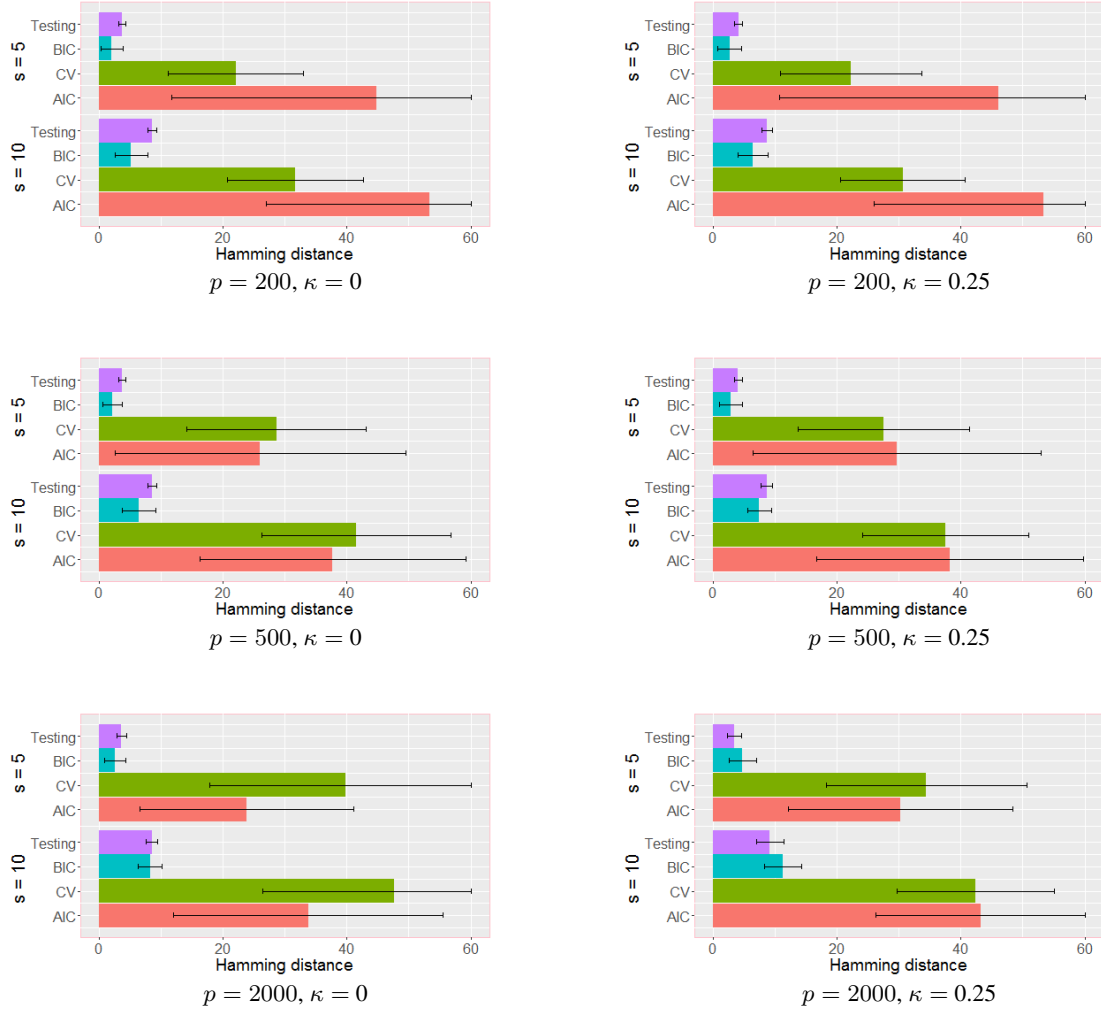 s = 5
Testing
BIC
CV
AIC
s = 10
Testing
BIC
CV
AIC
0 20 40 60
Hamming distance
p = 200, κ = 0
s = 5
Testing
BIC
CV
AIC
s = 10
Testing
BIC
CV
AIC
0 20 40 60
Hamming distance
p = 200, κ = 0.25
s = 5
Testing
BIC
CV
AIC
s = 10
Testing
BIC
CV
AIC
0 20 40 60
Hamming distance
p = 500, κ = 0
s = 5
Testing
BIC
CV
AIC
s = 10
Testing
BIC
CV
AIC
0 20 40 60
Hamming distance
p = 500, κ = 0.25
s = 5
Testing
BIC
CV
AIC
s = 10
Testing
BIC
CV
AIC
0 20 40 60
Hamming distance
p = 2000, κ = 0
s = 5
Testing
BIC
CV
AIC
s = 10
Testing
BIC
CV
AIC
0 20 40 60
Hamming distance
p = 2000, κ = 0.25